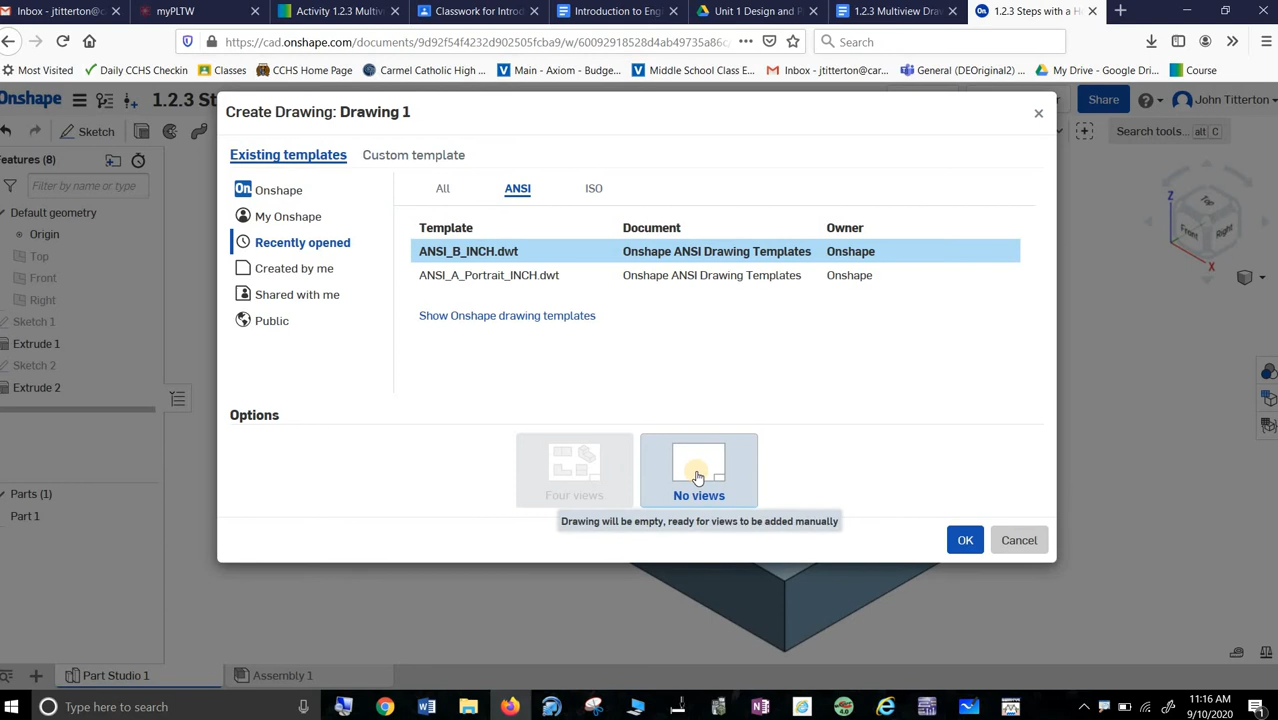 Inbox - jtitterton@c
myPLTW
Activity 1.2.3 Multiv
Classwork for Introd
Introduction to Eng
Unit 1 Design and P
1.2.3 Multiview Draw
1.2.3 Steps with a H
https://cad.onshape.com/documents/9d92f54f4232d902505fcba9/w/60092918528d4ab49735a86c/
Search
Most Visited
Daily CCHS Checkin
Classes
CCHS Home Page
Carmel Catholic High ...
Main - Axiom - Budge...
Middle School Class E...
Inbox - jtitterton@car...
General (DEOriginal2) ...
My Drive - Google Dri...
Course
Onshape
1.2.3 St
Share
John Titterton
Sketch
Search tools...
alt C
Features (8)
Filter by name or type
Default geometry
Origin
Top
Front
Right
Sketch 1
Extrude 1
Sketch 2
Extrude 2
Parts (1)
Part 1
Create Drawing: Drawing 1
Existing templates
Custom template
Onshape
My Onshape
Recently opened
Created by me
Shared with me
Public
All
ANSI
ISO
Template Document Owner
ANSI_B_INCH.dwt Onshape ANSI Drawing Templates Onshape
ANSI_A_Portrait_INCH.dwt Onshape ANSI Drawing Templates Onshape
Show Onshape drawing templates
Options
Four views
No views
Drawing will be empty, ready for views to be added manually
OK
Cancel
Z
Top
Front
Right
X
Part Studio 1
Assembly 1
Type here to search
11:16 AM
9/10/2020